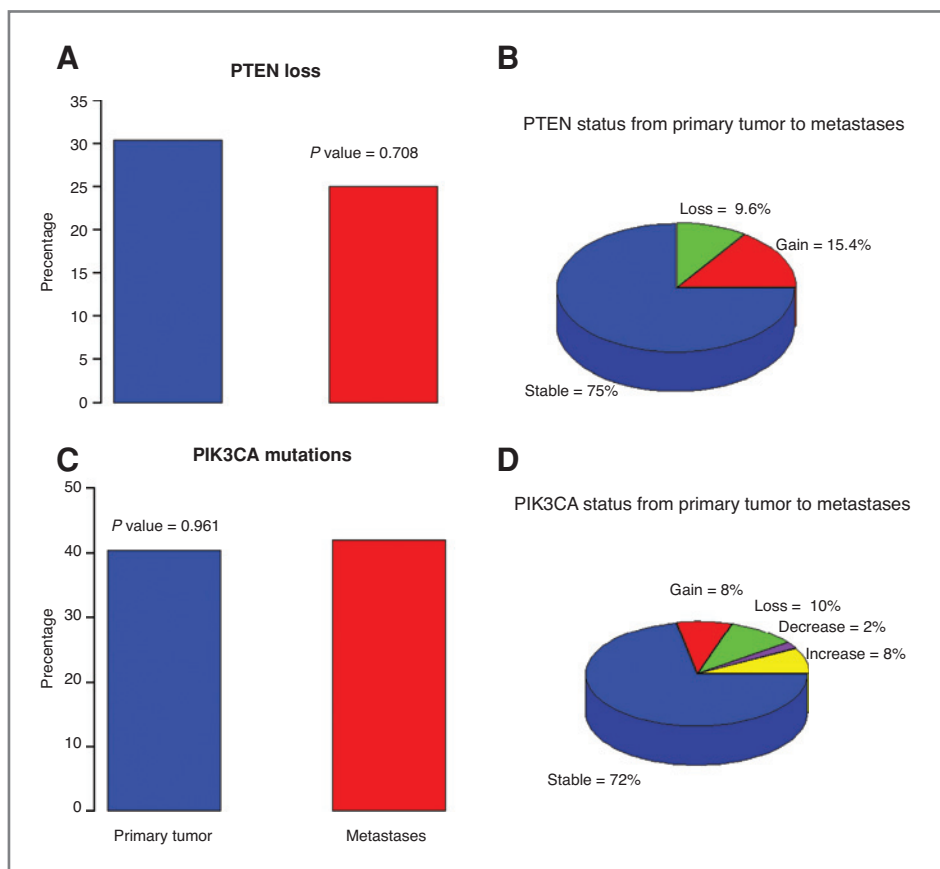 A
PTEN loss
35
30
25
20
15
10
5
0
Precentage
P value = 0.708
B
PTEN status from primary tumor to metastases
Loss = 9.6%
Gain = 15.4%
Stable = 75%
C
PIK3CA mutations
50
40
30
20
10
0
Precentage
P value = 0.961
Primary tumor
Metastases
D
PIK3CA status from primary tumor to metastases
Gain = 8%
Loss = 10%
Decrease = 2%
Increase = 8%
Stable = 72%